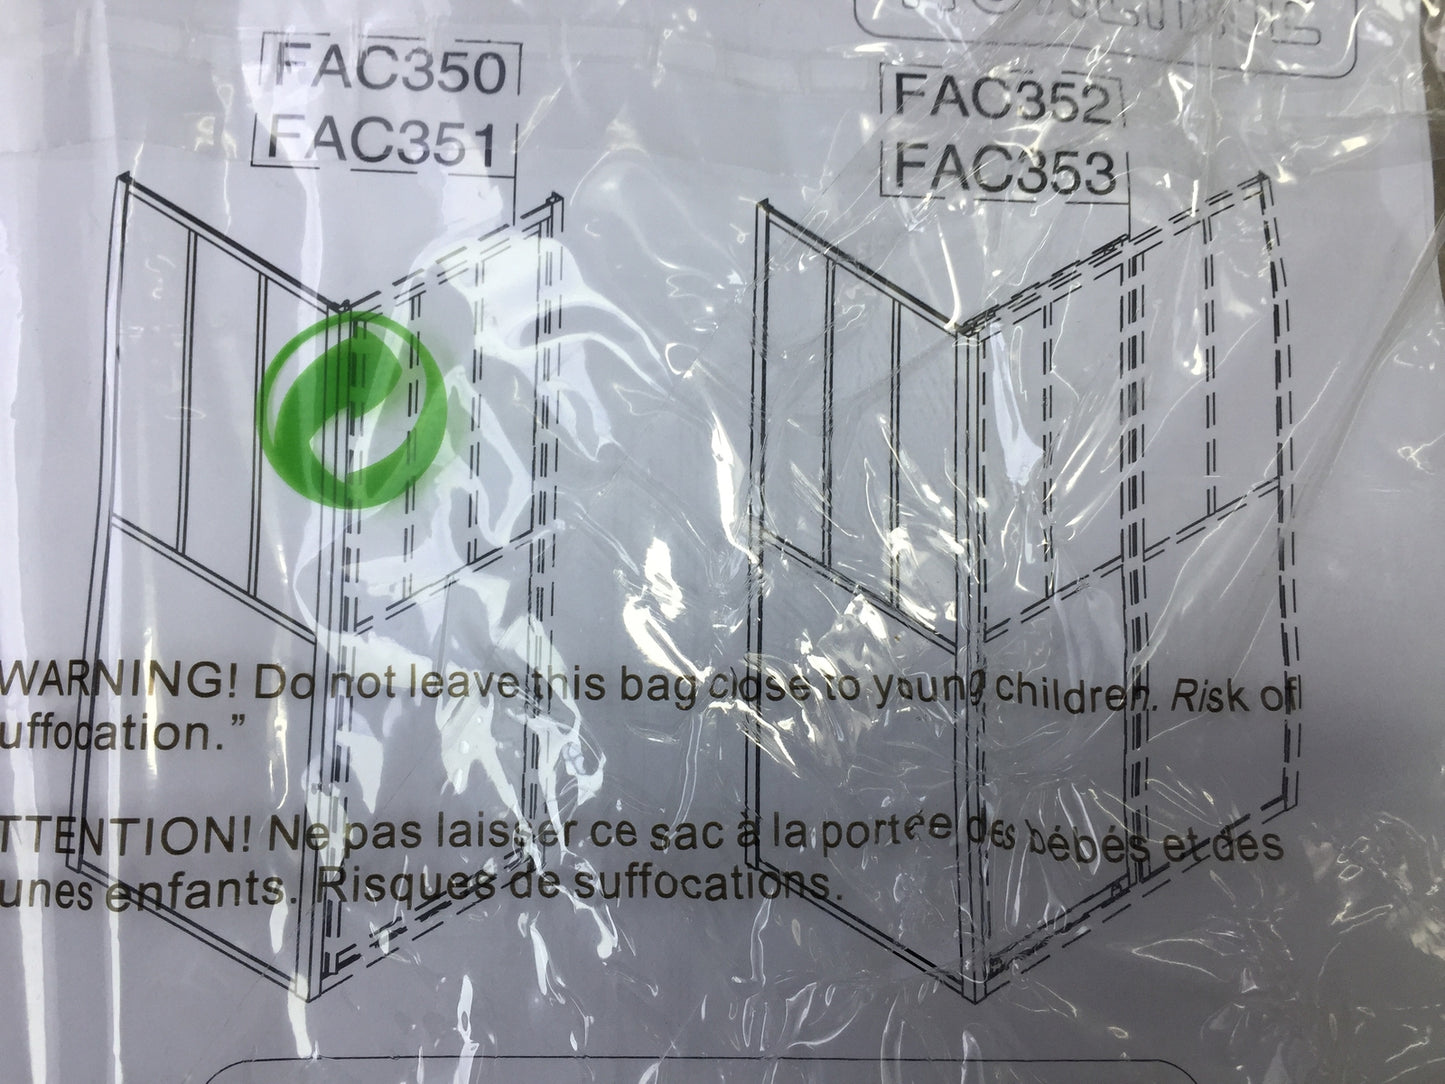 FAC350
FAC351
FAC352
FAC353
WARNING! Do not leave this bag close to young children. Risk of
uffocation.”
TTENTION! Ne pas laisser ce sac à la portée des bébés et des
unes enfants. Risques de suffocations.